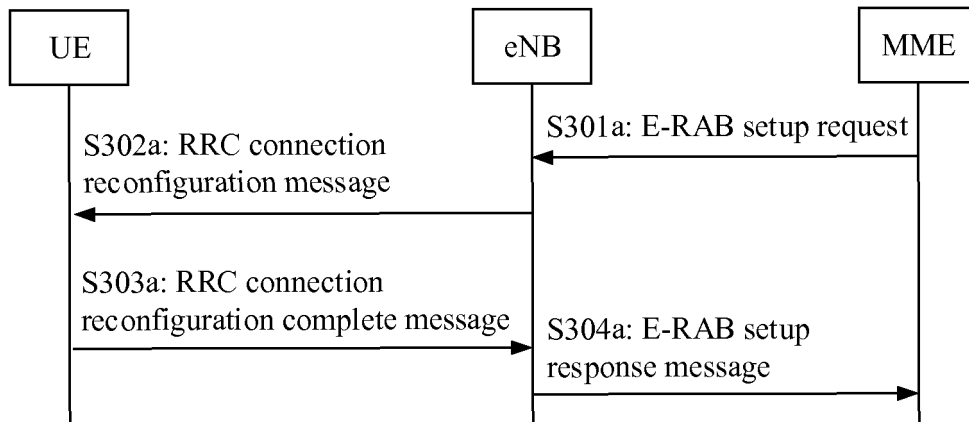 UE
eNB
MME
S301a: E-RAB setup request
S302a: RRC connection
reconfiguration message
S303a: RRC connection
reconfiguration complete message
S304a: E-RAB setup
response message